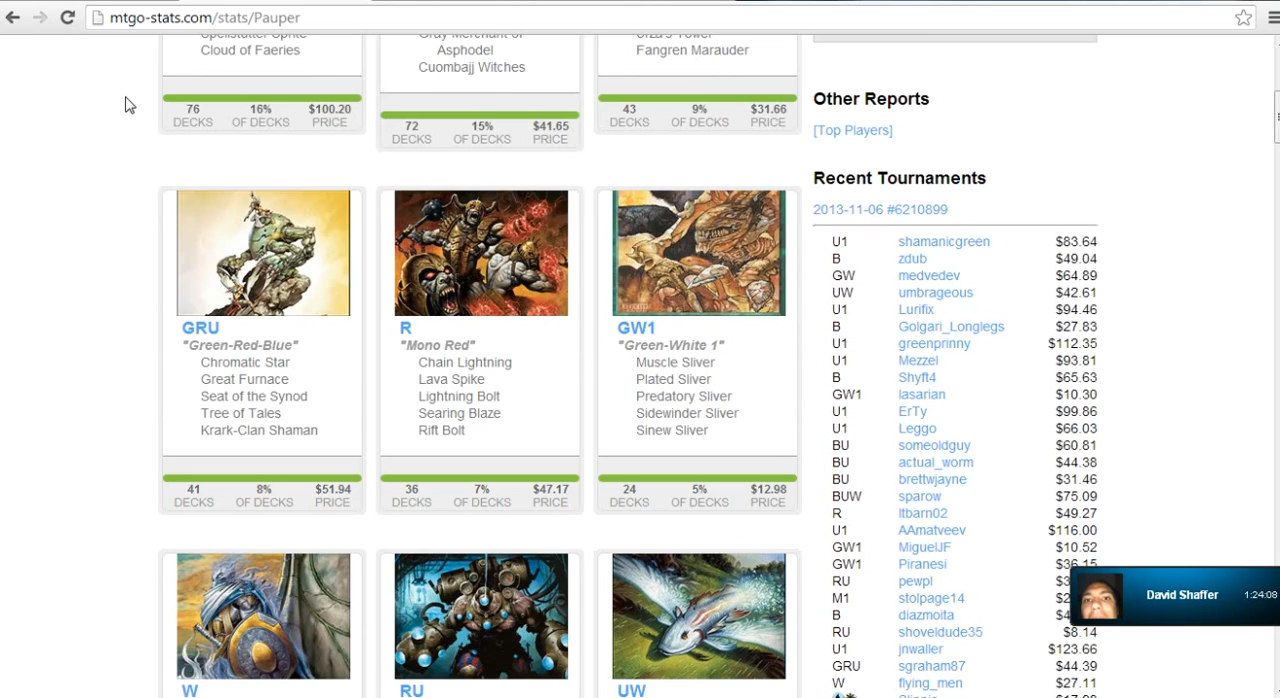 mtgo-stats.com/stats/Pauper
Spellstutter Sprite
Cloud of Faeries
76
DECKS
16%
OF DECKS
$100.20
PRICE
Gray Merchant of
Asphodel
Cuombajj Witches
72
DECKS
15%
OF DECKS
$41.65
PRICE
Urza's Tower
Fangren Marauder
43
DECKS
9%
OF DECKS
$31.66
PRICE
GRU
"Green-Red-Blue"
Chromatic Star
Great Furnace
Seat of the Synod
Tree of Tales
Krark-Clan Shaman
41
DECKS
8%
OF DECKS
$51.94
PRICE
R
"Mono Red"
Chain Lightning
Lava Spike
Lightning Bolt
Searing Blaze
Rift Bolt
36
DECKS
7%
OF DECKS
$47.17
PRICE
GW1
"Green-White 1"
Muscle Sliver
Plated Sliver
Predatory Sliver
Sidewinder Sliver
Sinew Sliver
24
DECKS
5%
OF DECKS
$12.98
PRICE
W
RU
UW
Other Reports
[Top Players]
Recent Tournaments
2013-11-06 #6210899
U1 shamanicgreen $83.64
B zdub $49.04
GW medvedev $64.89
UW umbrageous $42.61
U1 Lurifix $94.46
B Golgari_Longlegs $27.83
U1 greenprinny $112.35
U1 Mezzel $93.81
B Shyft4 $65.63
GW1 lasarian $10.30
U1 ErTy $99.86
U1 Leggo $66.03
BU someoldguy $60.81
BU actual_worm $44.38
BU brettwjayne $31.46
BUW sparow $75.09
R ltbarn02 $49.27
U1 AAmatveev $116.00
GW1 MiguelJF $10.52
GW1 Piranesi $36.15
RU pewpl
M1 stolpage14
B diazmoita
RU shoveldude35 $8.14
U1 jnwaller $123.66
GRU sgraham87 $44.39
W flying_men $27.11
David Shaffer 1:24:08